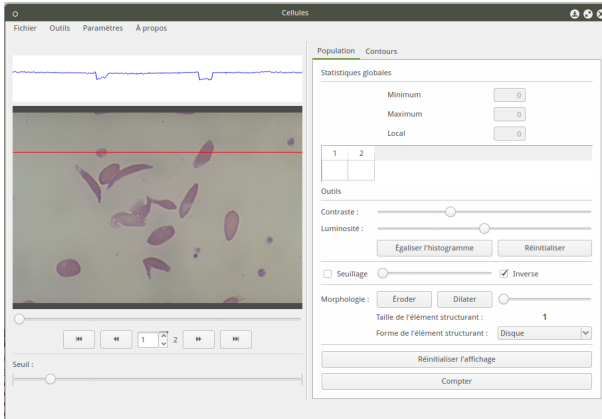 Cellules
Fichier Outils Paramètres À propos
Population Contours
Statistiques globales
Minimum 0
Maximum 0
Local 0
1 2
Outils
Contraste :
Luminosité :
Égaliser l'histogramme Réinitialiser
Seuillage Inverse
Morphologie : Éroder Dilater
Taille de l'élément structurant : 1
Forme de l'élément structurant : Disque
1 2
Seuil :
Réinitialiser l'affichage
Compter